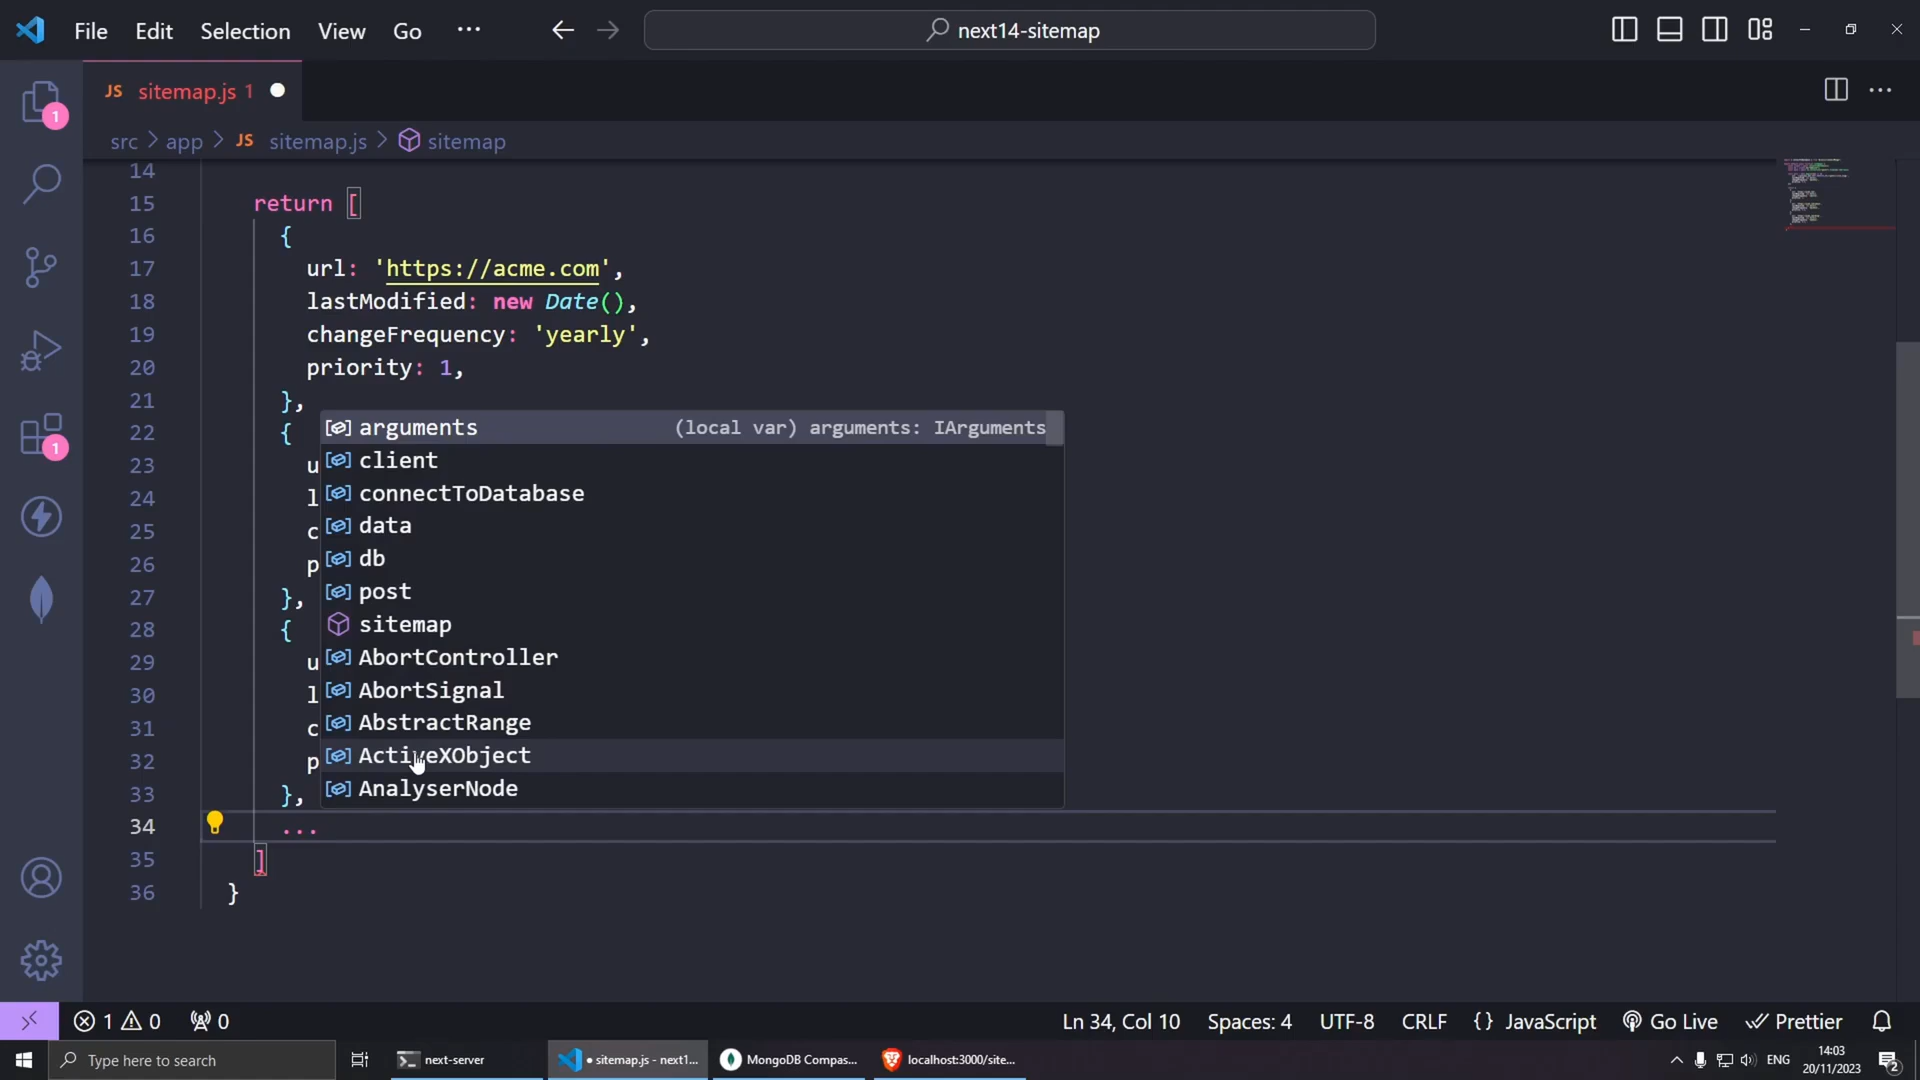 File Edit Selection View Go ··· next14-sitemap
JS sitemap.js 1
src > app > JS sitemap.js > sitemap
14
15 return [
16 {
17 url: 'https://acme.com',
18 lastModified: new Date(),
19 changeFrequency: 'yearly',
20 priority: 1,
21 },
22 {
arguments (local var) arguments: IArguments
client
23 u
connectToDatabase
24 l
data
25 c
db
26 p
post
27 },
sitemap
28 {
AbortController
29 u
AbortSignal
30 l
AbstractRange
31 c
ActiveXObject
32 p
AnalyserNode
33 },
34 ...
35 ]
36 }
1
1
1 0 0 Ln 34, Col 10 Spaces: 4 UTF-8 CRLF {} JavaScript Go Live Prettier
Type here to search next-server • sitemap.js - next1... MongoDB Compas... localhost:3000/site... ENG 14:03
20/11/2023 2